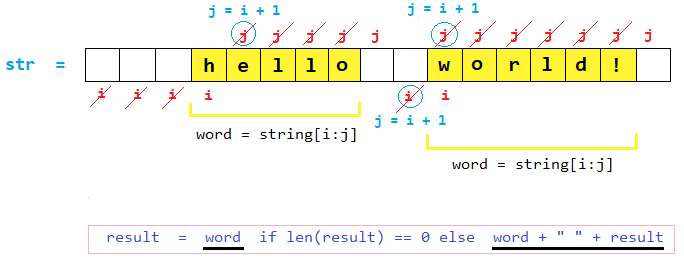 j = i + 1 j = i + 1
j j j j j j j j j j j j
str = h e l l o w o r l d !
i i i i i i
j = i + 1
word = string[i:j]
word = string[i:j]
result = word if len(result) == 0 else word + " " + result